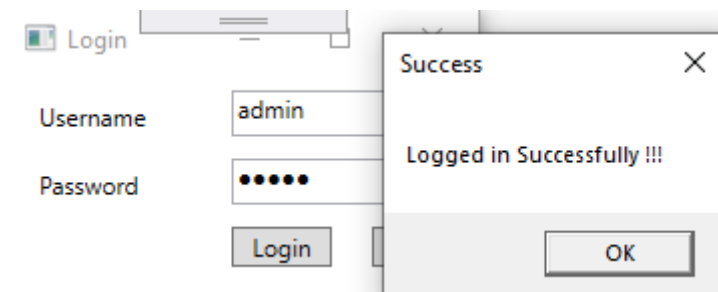 Login
Username
admin
Password
●●●●●
Login
Success
Logged in Successfully !!!
OK